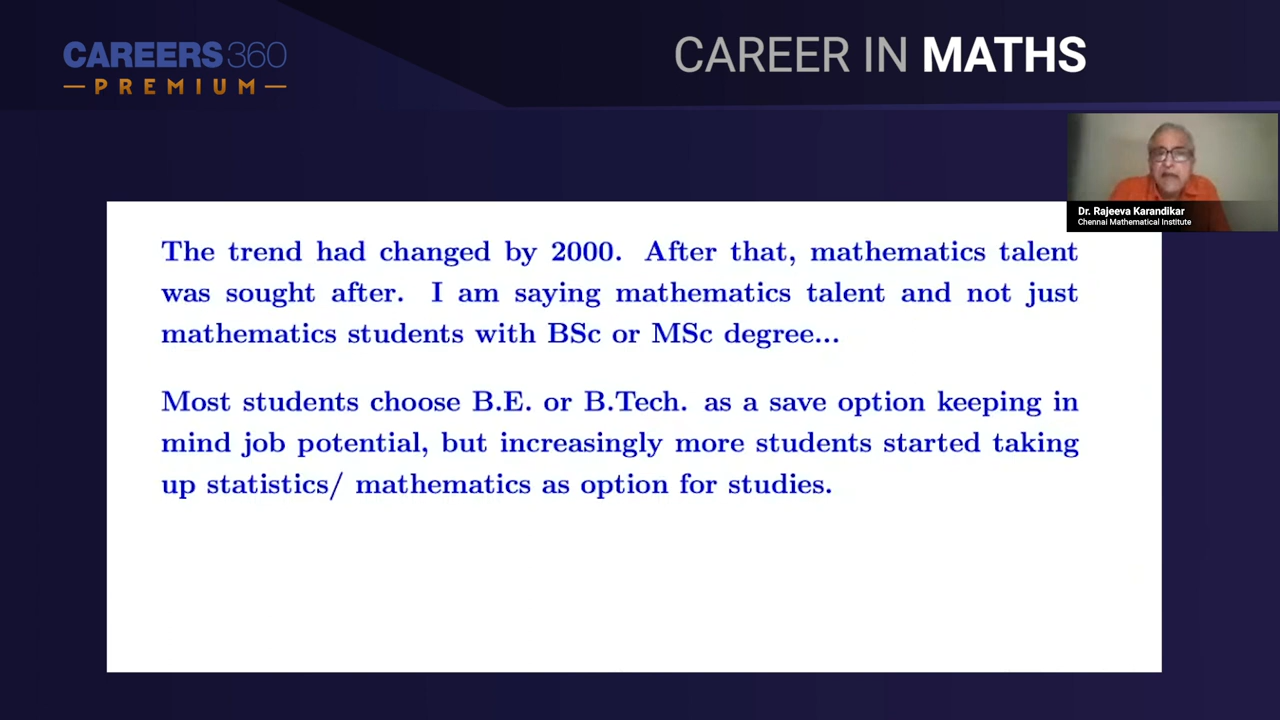 CAREERS360
PREMIUM
CAREER IN MATHS
Dr. Rajeeva Karandikar
Chennai Mathematical Institute
The trend had changed by 2000. After that, mathematics talent
was sought after. I am saying mathematics talent and not just
mathematics students with BSc or MSc degree...
Most students choose B.E. or B.Tech. as a save option keeping in
mind job potential, but increasingly more students started taking
up statistics/ mathematics as option for studies.